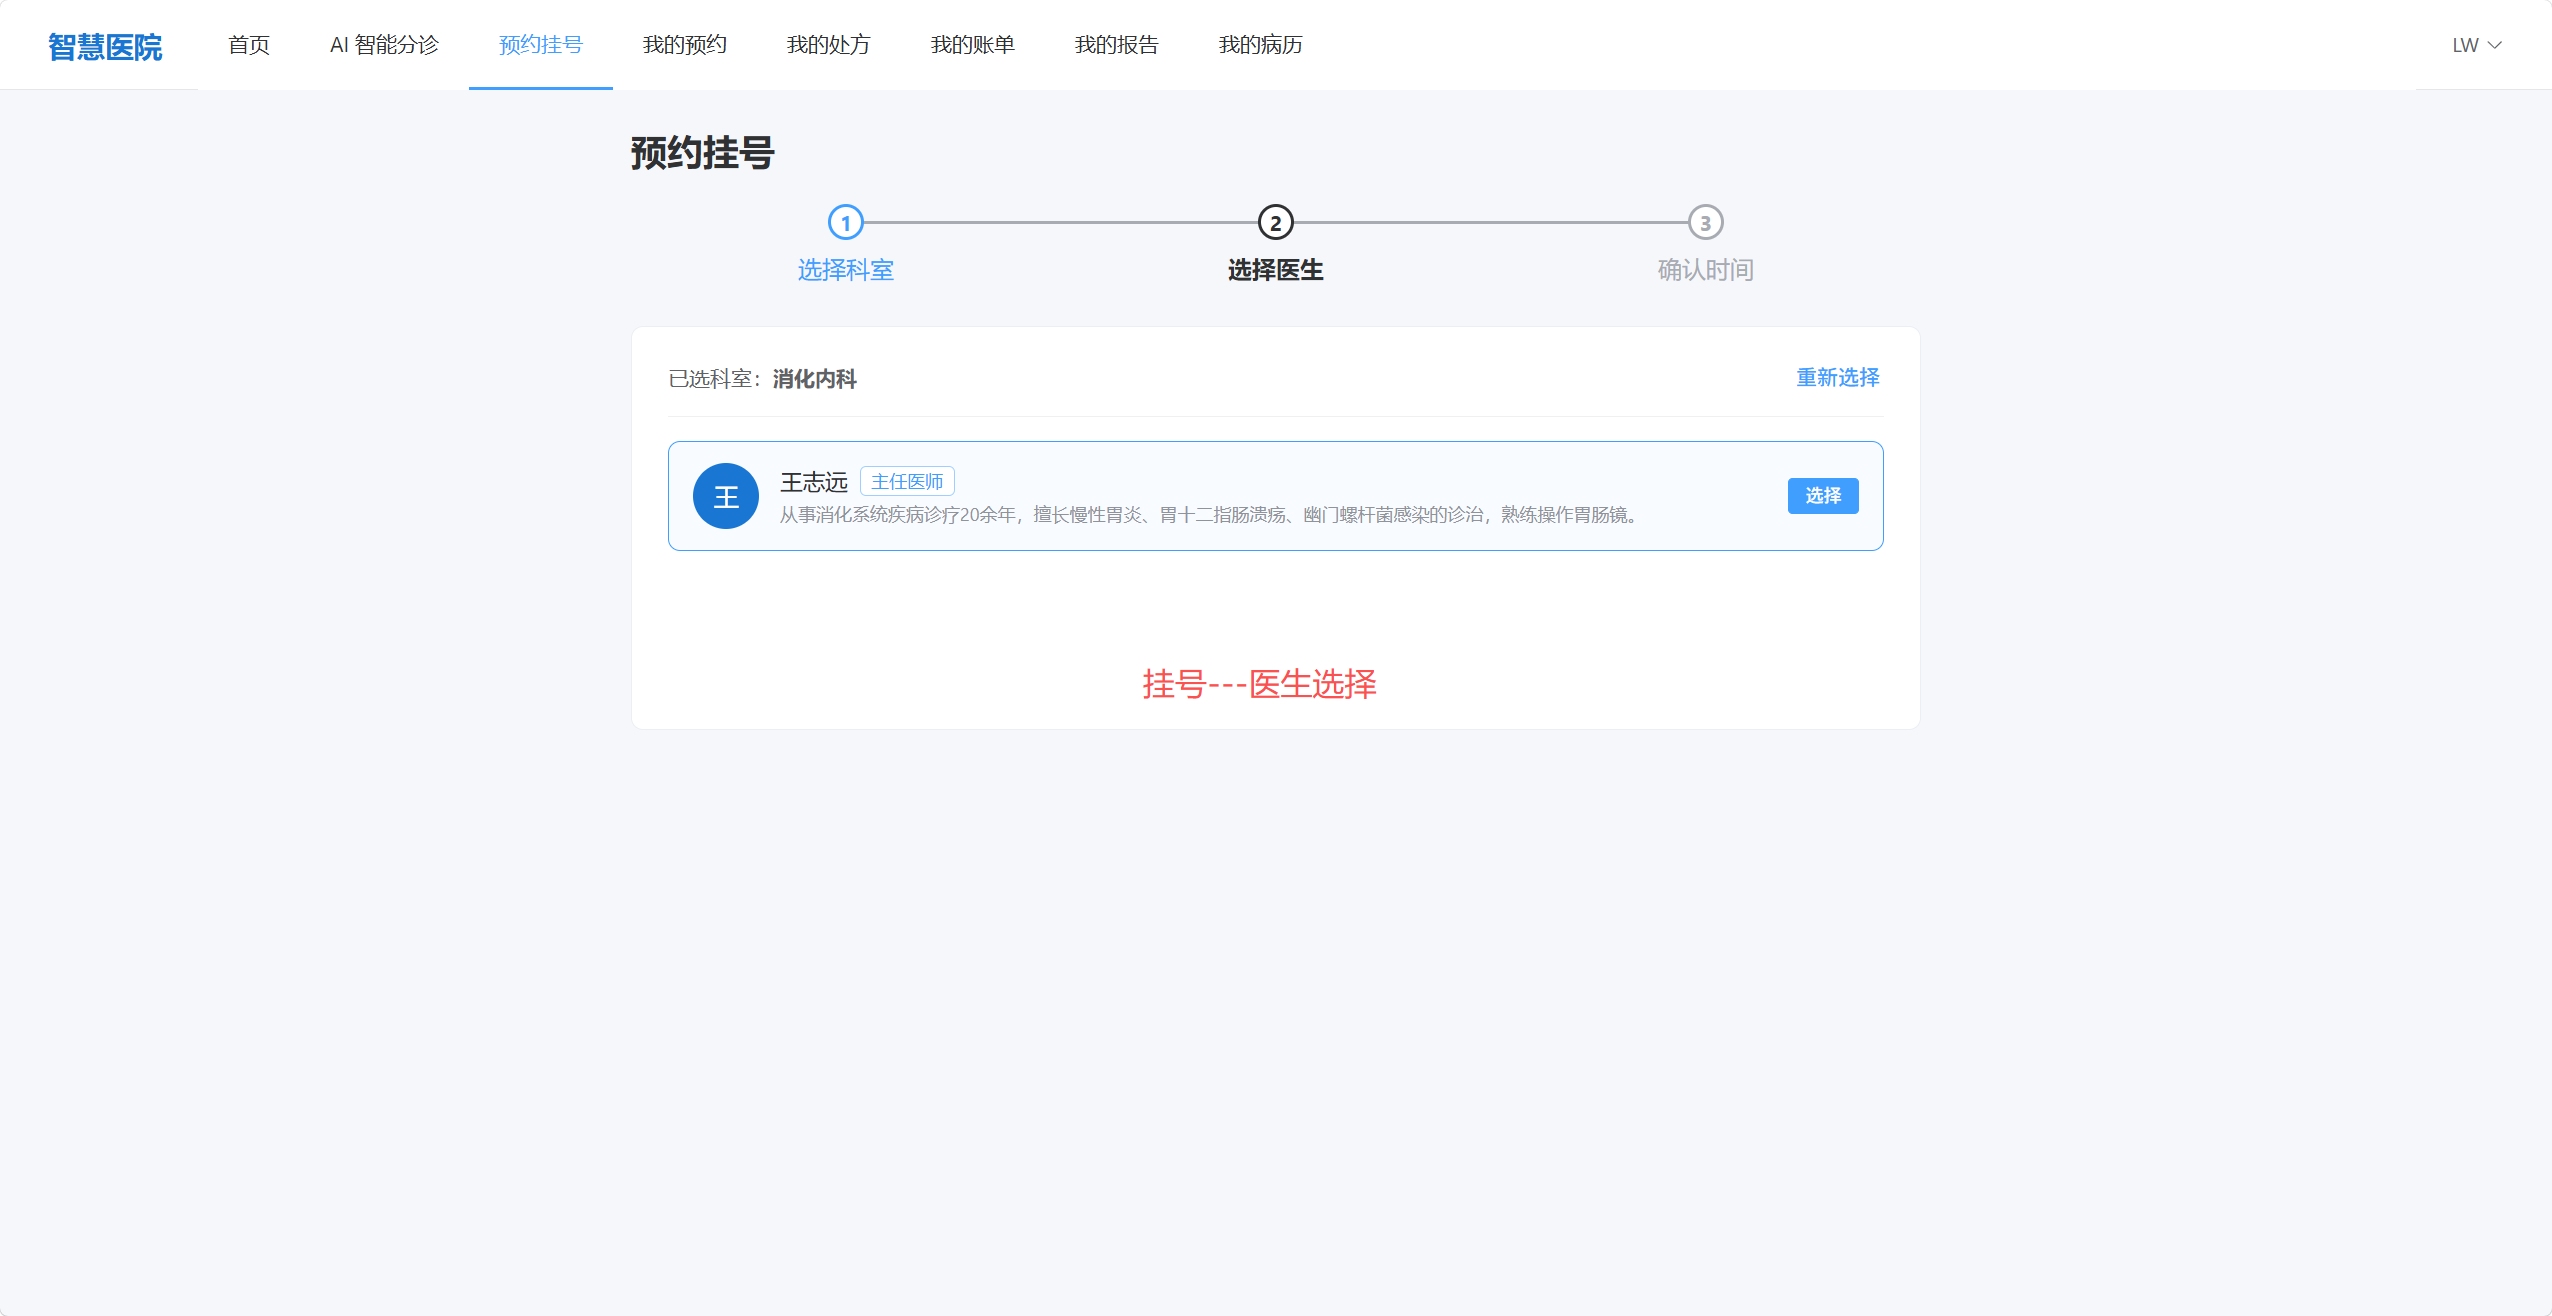 智慧医院 首页 AI 智能分诊 预约挂号 我的预约 我的处方 我的账单 我的报告 我的病历 LW
预约挂号
1 2 3
选择科室 选择医生 确认时间
已选科室：消化内科 重新选择
王 王志远 主任医师 选择
从事消化系统疾病诊疗20余年，擅长慢性胃炎、胃十二指肠溃疡、幽门螺杆菌感染的诊治，熟练操作胃肠镜。
挂号---医生选择